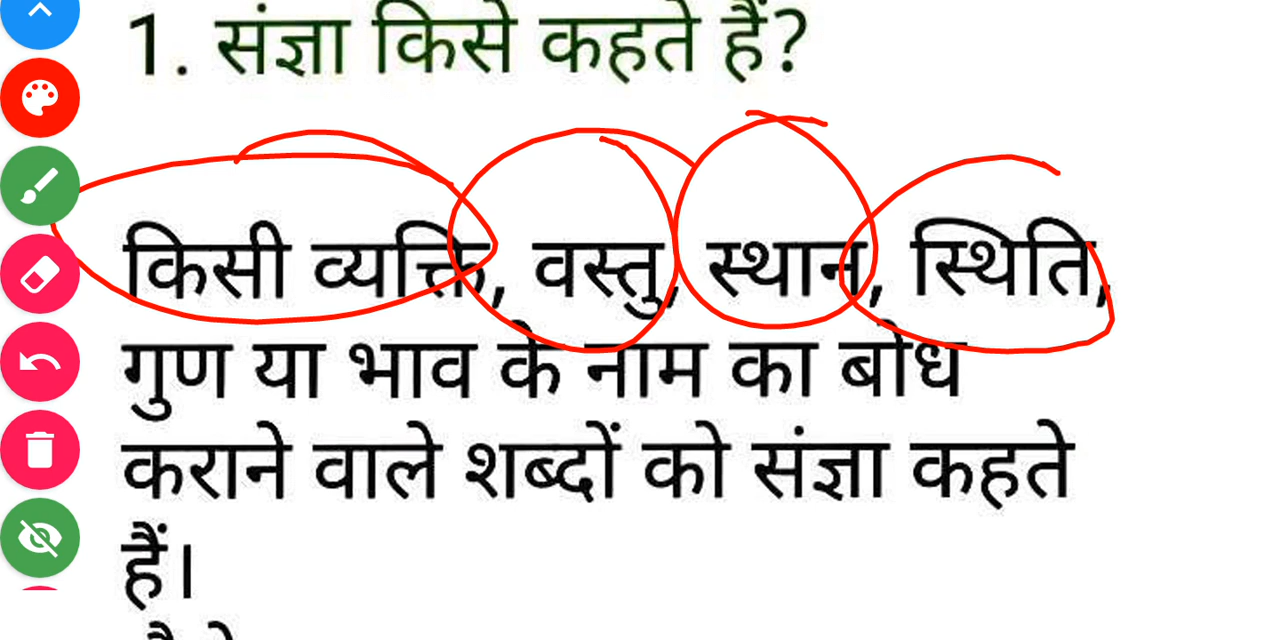 1. संज्ञा किसे कहते हैं?
किसी व्यक्ति, वस्तु, स्थान, स्थिति,
गुण या भाव के नाम का बोध
कराने वाले शब्दों को संज्ञा कहते
हैं।